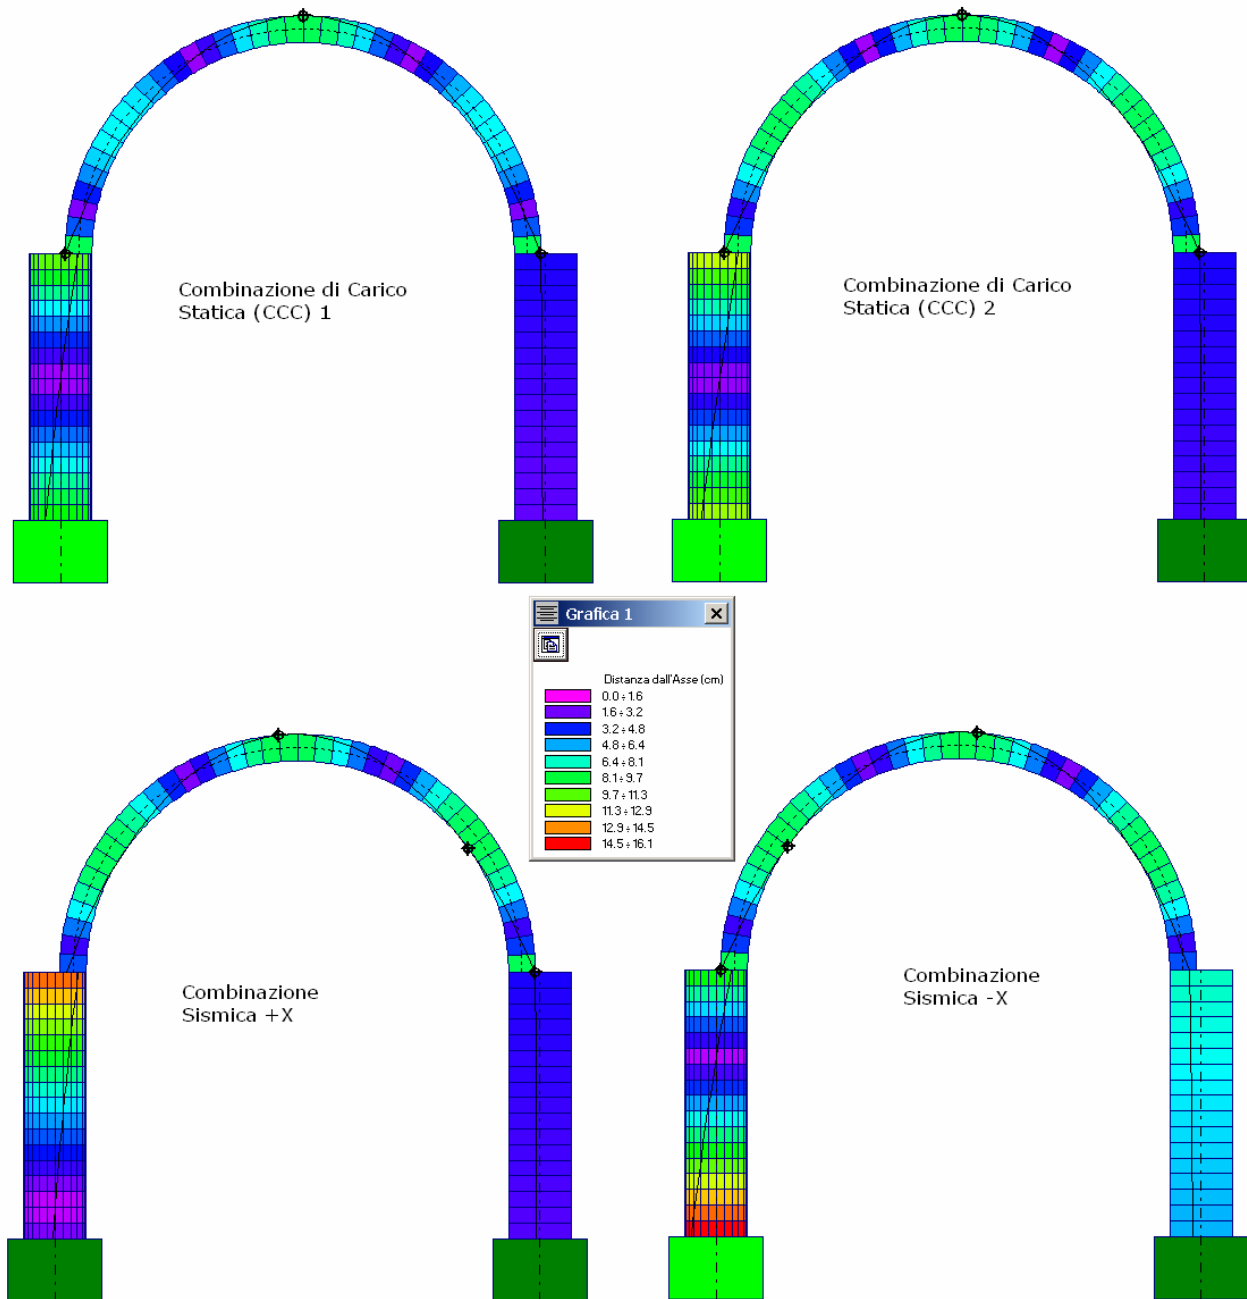 Combinazione di Carico
Statica (CCC) 1
Combinazione di Carico
Statica (CCC) 2
Grafica 1
Distanza dall'Asse (cm)
0.0÷1.6
1.6÷3.2
3.2÷4.8
4.8÷6.4
6.4÷8.1
8.1÷9.7
9.7÷11.3
11.3÷12.9
12.9÷14.5
14.5÷16.1
Combinazione
Sismica +X
Combinazione
Sismica -X